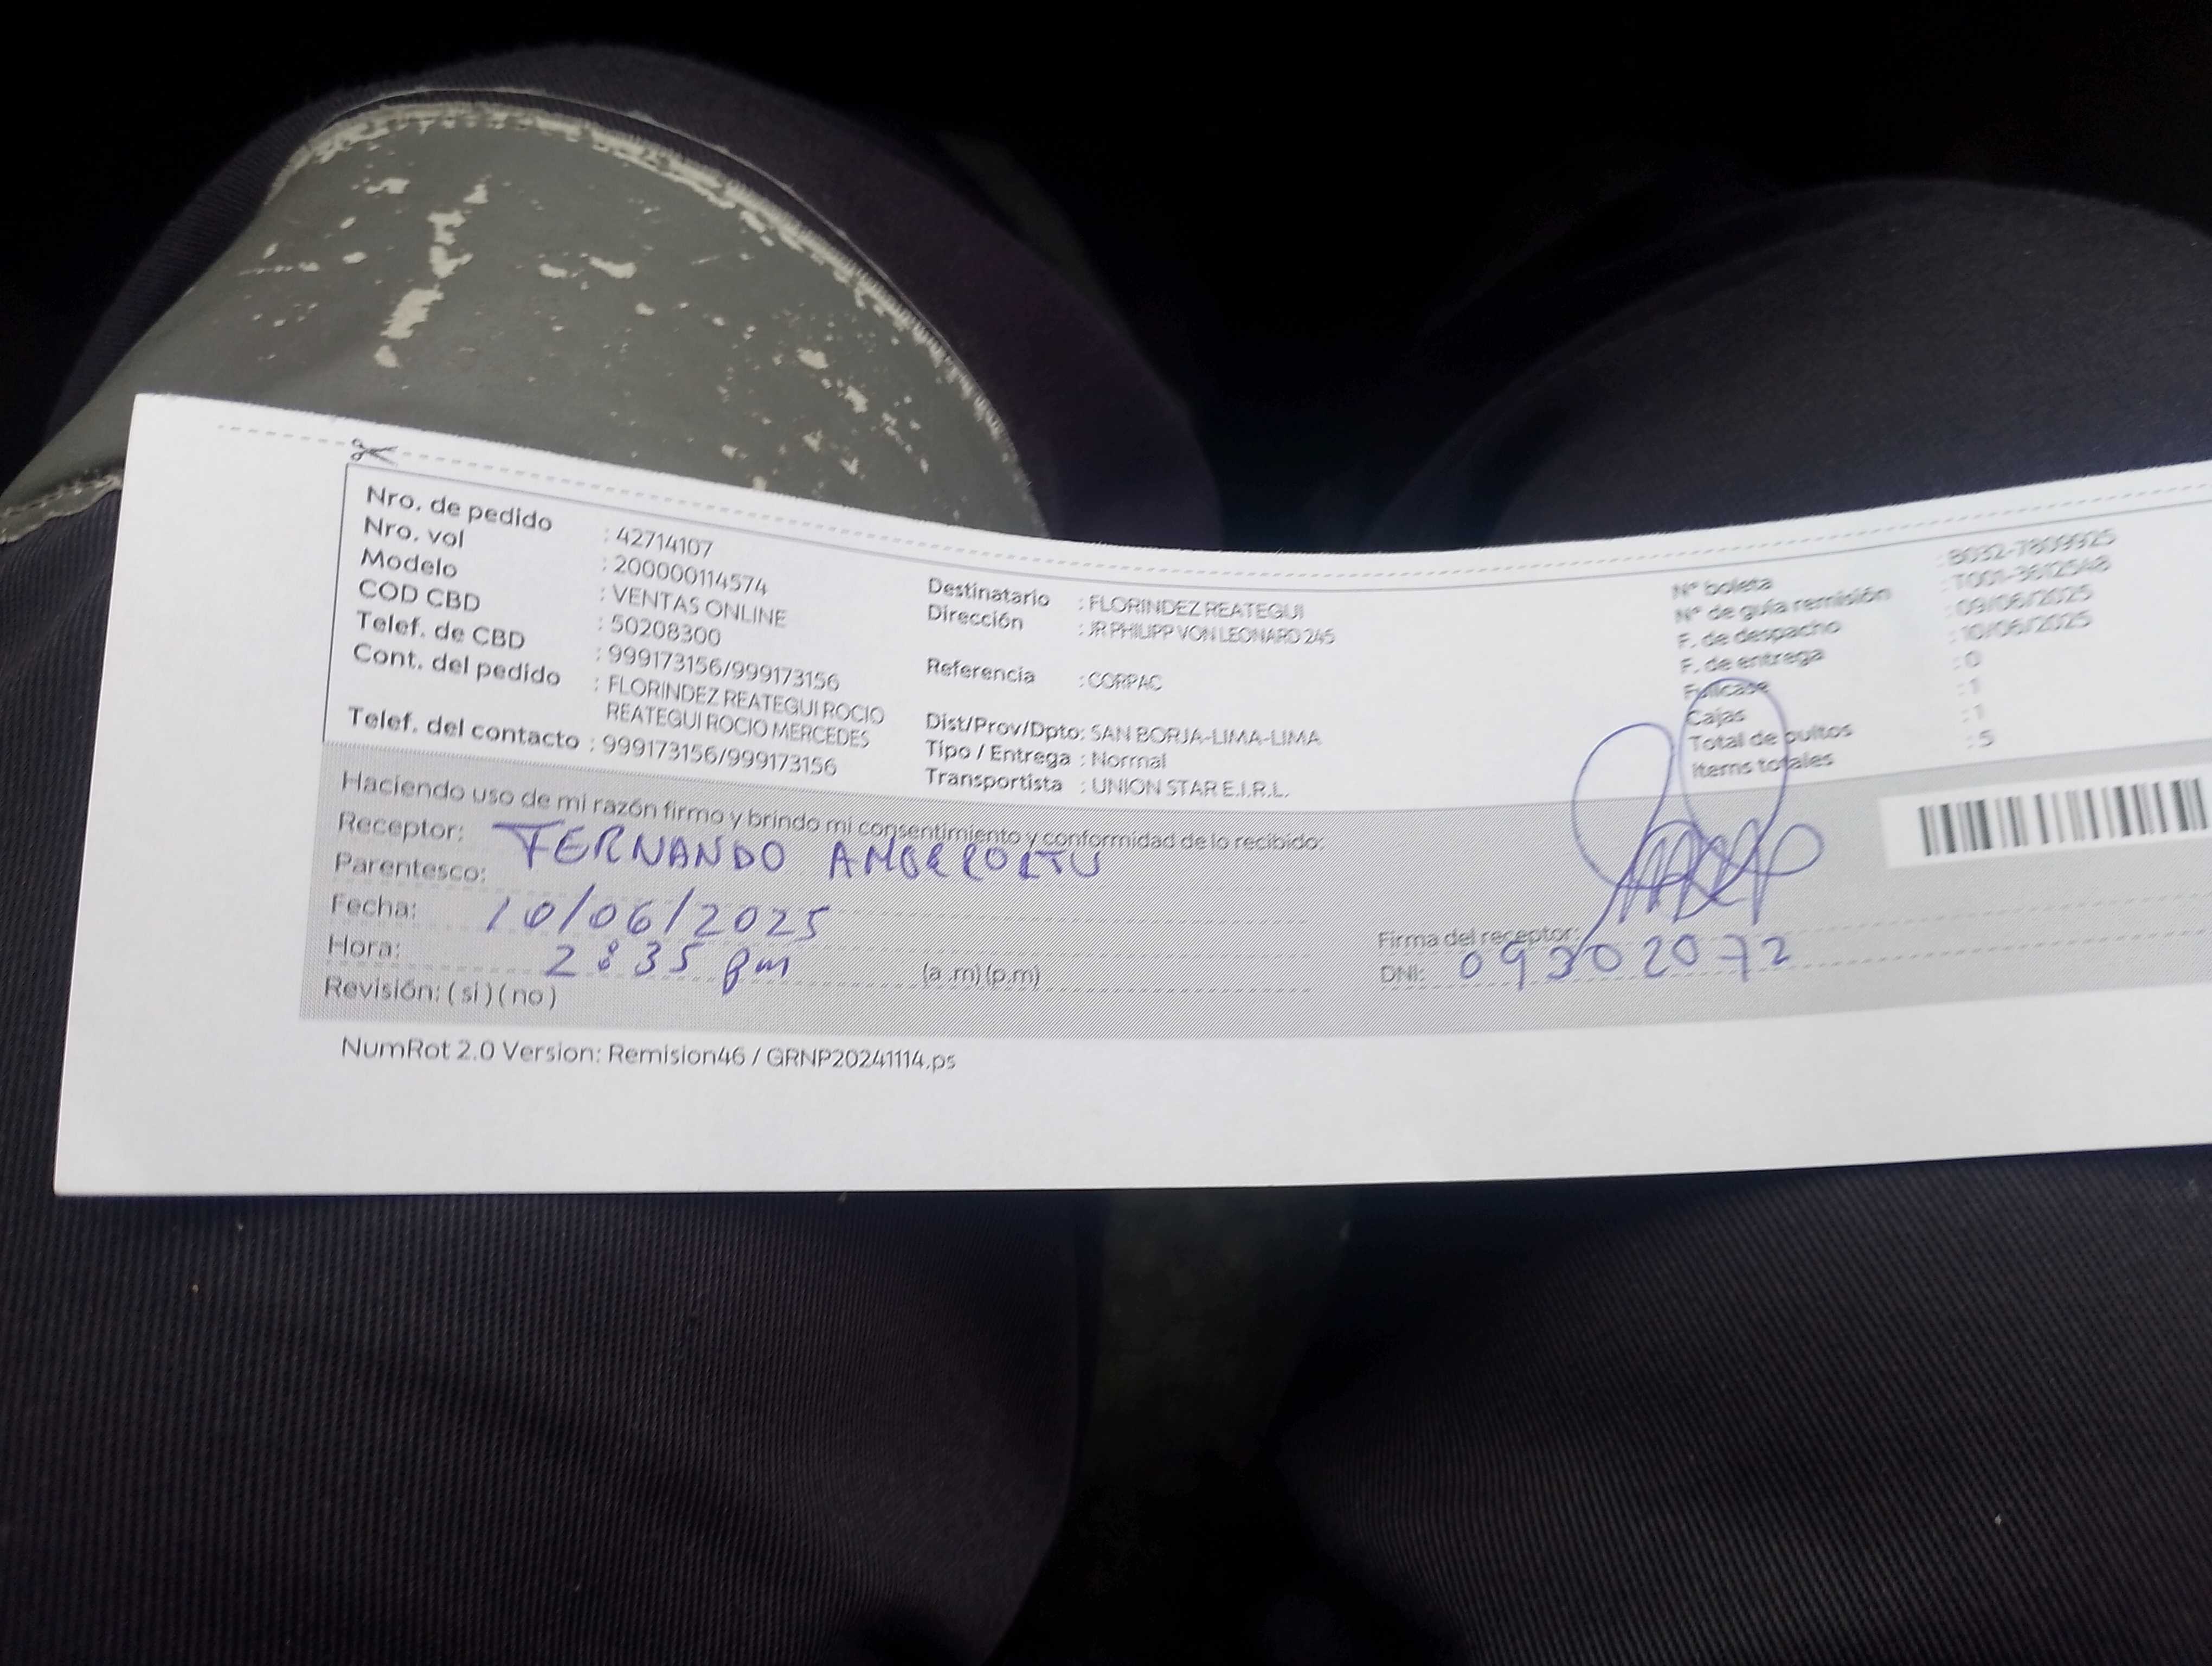 Nro. de pedido : 42714107
Nro. vol : 200000114574
Modelo : VENTAS ONLINE
COD CBD : 50208300
Telef. de CBD : 999173156/999173156
Cont. del pedido : FLORINDEZ REATEGUI ROCIO
REATEGUI ROCIO MERCEDES
Telef. del contacto : 999173156/999173156
Destinatario : FLORINDEZ REATEGUI
Dirección : JR PHILIPP VON LEONARD 245
Referencia : CORPAC
Dist/Prov/Dpto: SAN BORJA-LIMA-LIMA
Tipo / Entrega : Normal
Transportista : UNION STAR E.I.R.L.
N° boleta : B032-7809925
N° de guía remisión : T001-3612548
F. de despacho : 09/06/2025
F. de entrega : 10/06/2025
Fullcase : 0
Cajas : 1
Total de bultos : 1
Items totales : 5
Haciendo uso de mi razón firmo y brindo mi consentimiento y conformidad de lo recibido:
Receptor: FERNANDO
Parentesco:
Fecha: 10/06/2025
Hora: 2:35 pm (a .m) (p.m)
Revisión: ( si ) ( no )
Firma del receptor:
DNI: 09302072
NumRot 2.0 Version: Remision46 / GRNP20241114.ps